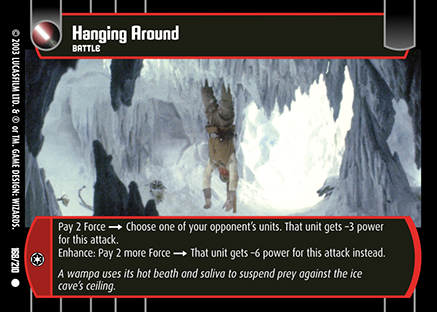 Hanging Around
BATTLE
Pay 2 Force → Choose one of your opponent's units. That unit gets –3 power
for this attack.
Enhance: Pay 2 more Force → That unit gets –6 power for this attack instead.
A wampa uses its hot beath and saliva to suspend prey against the ice
cave's ceiling.
© 2003 LUCASFILM LTD. & ® or TM. GAME DESIGN: WIZARDS.
168/210